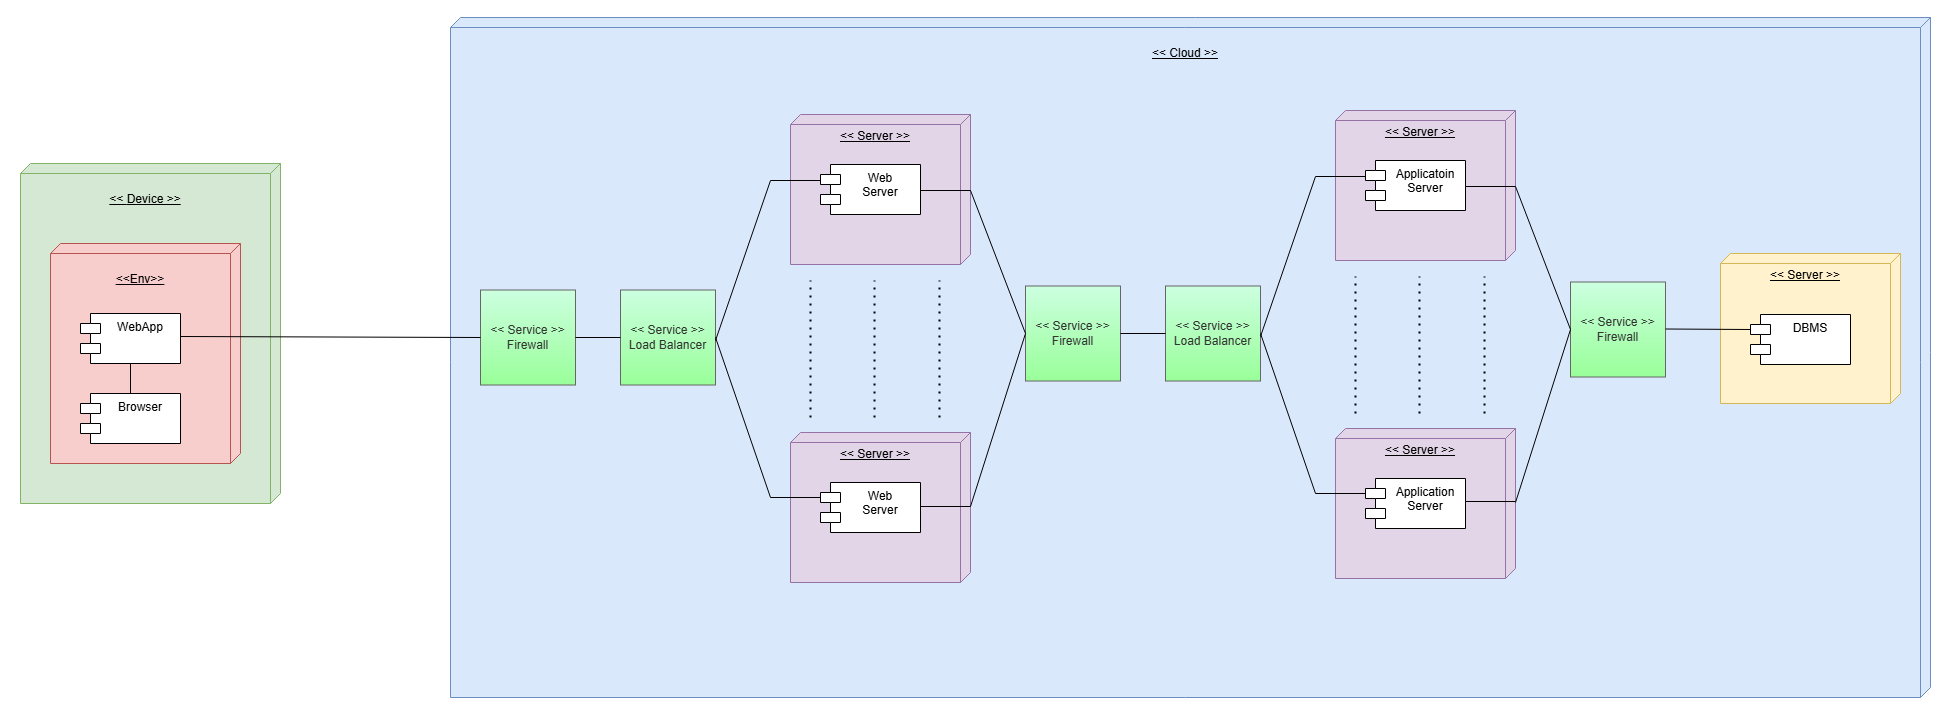 << Cloud >>
<< Device >>
<<Env>>
WebApp
Browser
<< Service >>
Firewall
<< Service >>
Load Balancer
<< Server >>
Web
Server
<< Server >>
Web
Server
<< Service >>
Firewall
<< Service >>
Load Balancer
<< Server >>
Applicatoin
Server
<< Server >>
Application
Server
<< Service >>
Firewall
<< Server >>
DBMS